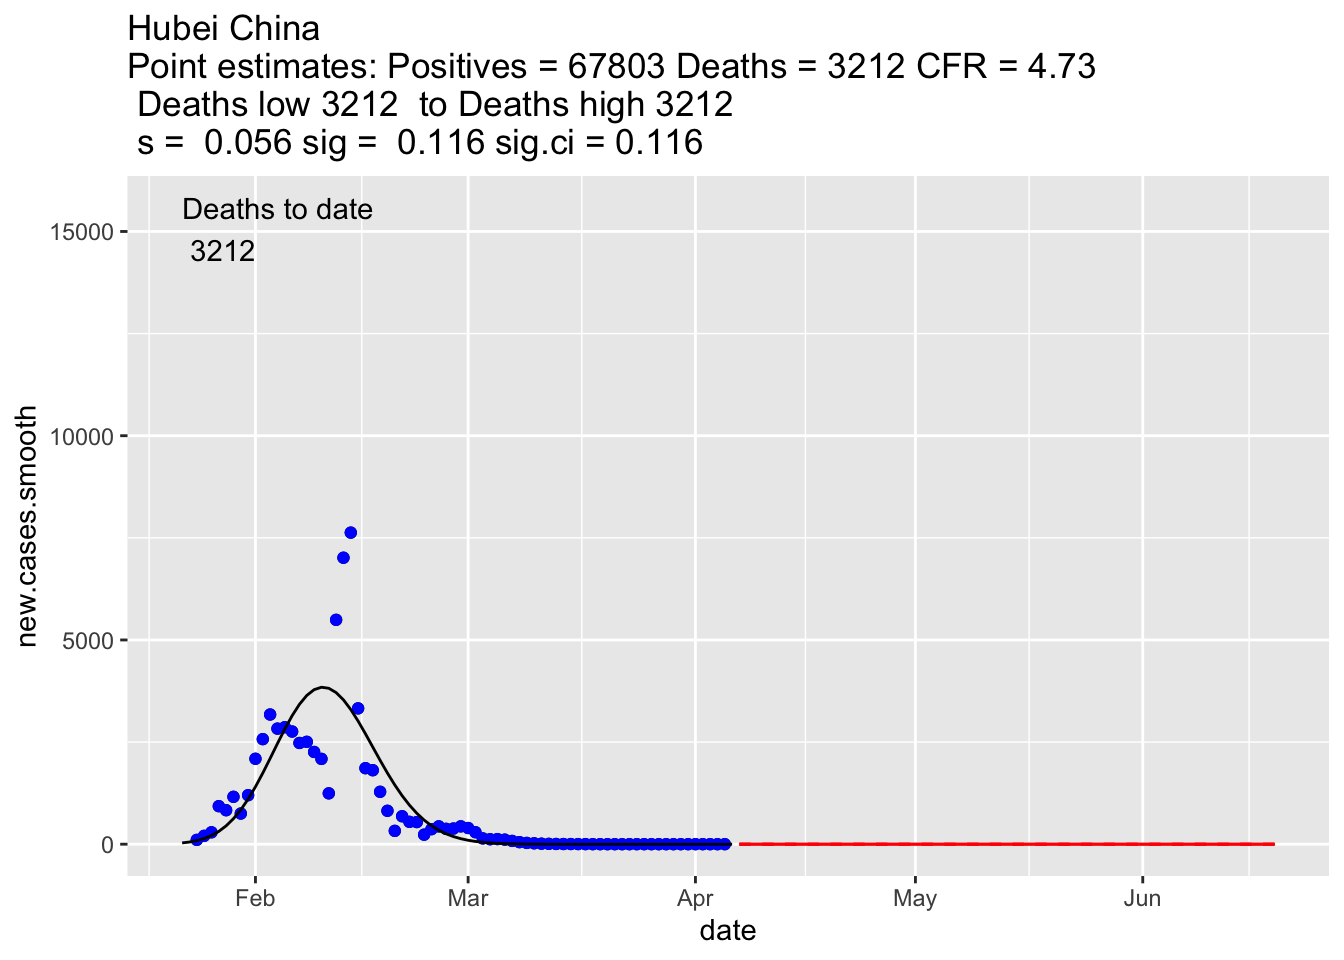 Hubei China
Point estimates: Positives = 67803 Deaths = 3212 CFR = 4.73
Deaths low 3212  to Deaths high 3212
s =  0.056 sig =  0.116 sig.ci = 0.116
Deaths to date
3212
15000
10000
5000
0
new.cases.smooth
Feb Mar Apr May Jun
date